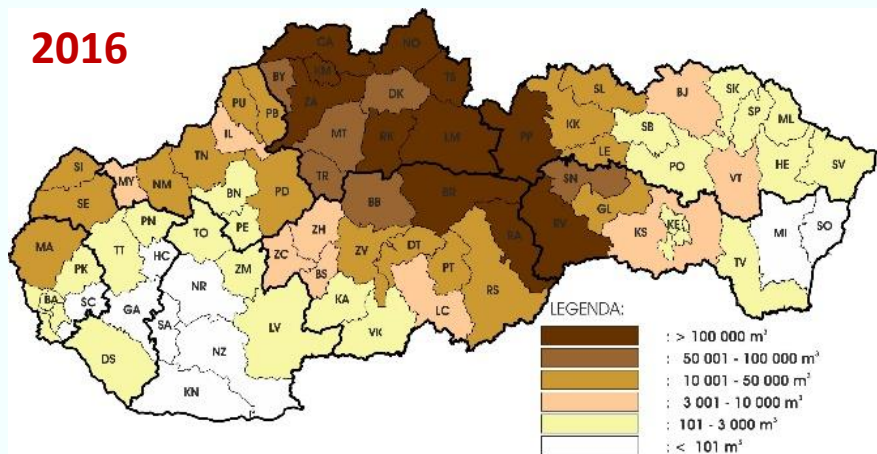 2016
CA
NO
BY
KM
TS
PU
ZA
DK
PB
SL
BJ
SK
IL
MT
RK
LM
PP
KK
SB
SP
ML
SI
MY
TN
LE
PO
HE
SV
NM
TR
SN
VT
SE
BN
PD
BB
BR
RV
GL
PN
PE
KE
SO
MA
TT
TO
ZH
RA
KS
MI
HC
ZC
ZV
DT
PK
ZM
BS
PT
TV
BA
SC
NR
KA
RS
GA
SA
LV
VK
LC
DS
NZ
KN
LEGENDA:
: > 100 000 m³
: 50 001 - 100 000 m³
: 10 001 - 50 000 m³
: 3 001 - 10 000 m³
: 101 - 3 000 m³
: < 101 m³